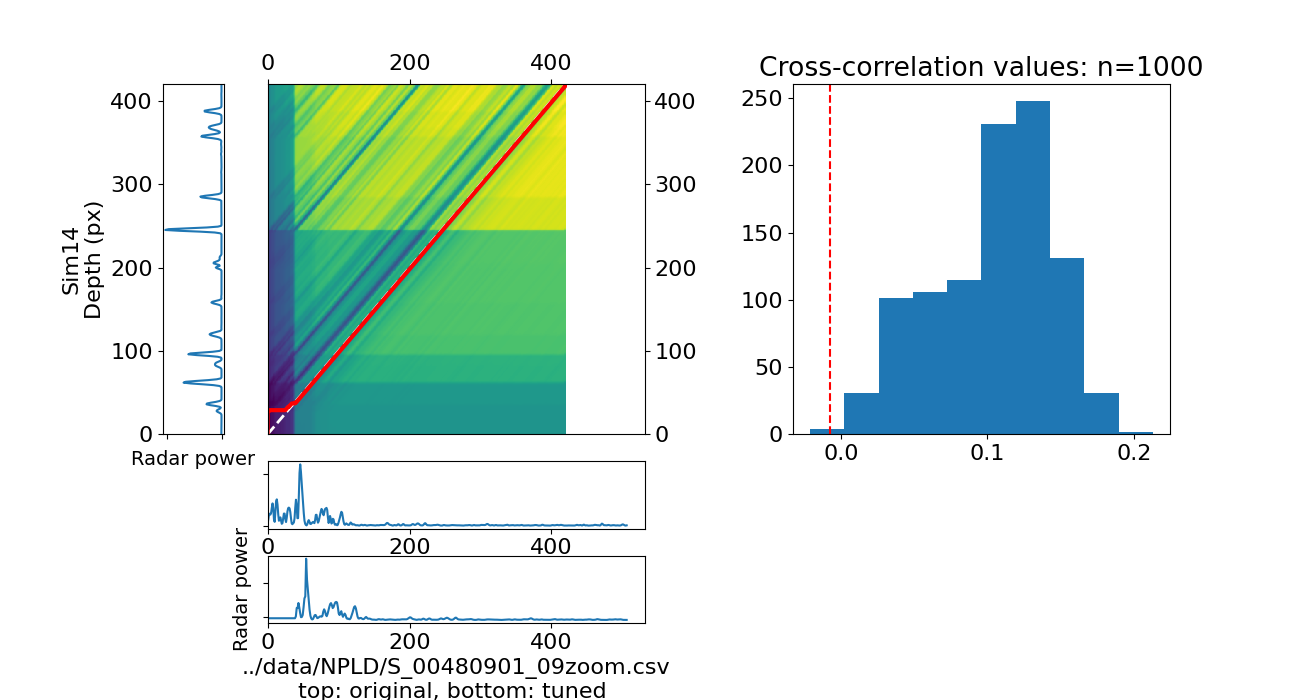 Cross-correlation values: n=1000
0 200 400
400
300
200
100
0
Sim14
Depth (px)
Radar power
400
300
200
100
0
250
200
150
100
50
0
0.0 0.1 0.2
0 200 400
Radar power
0 200 400
../data/NPLD/S_00480901_09zoom.csv
top: original, bottom: tuned